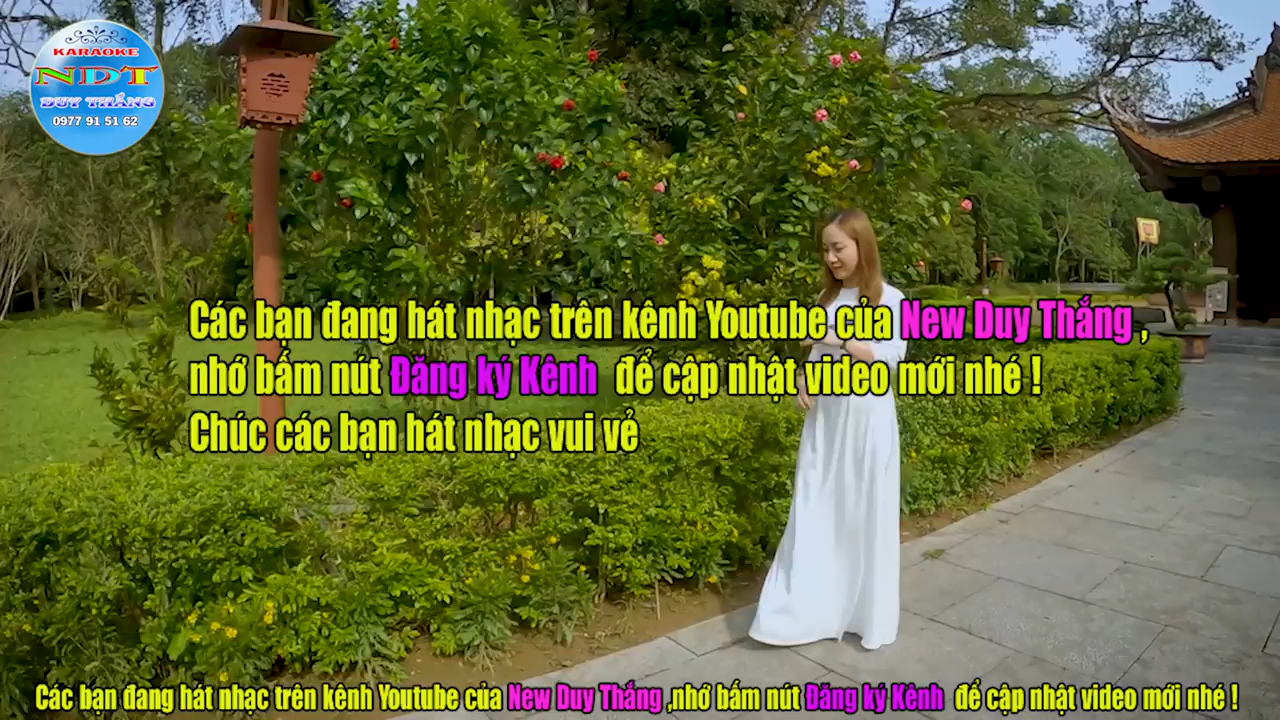 KARAOKE
NDT
DUY THẮNG
0977 91 51 62
Các bạn đang hát nhạc trên kênh Youtube của New Duy Thắng ,
nhớ bấm nút Đăng ký Kênh để cập nhật video mới nhé !
Chúc các bạn hát nhạc vui vẻ
Các bạn đang hát nhạc trên kênh Youtube của New Duy Thắng ,nhớ bấm nút Đăng ký Kênh để cập nhật video mới nhé !